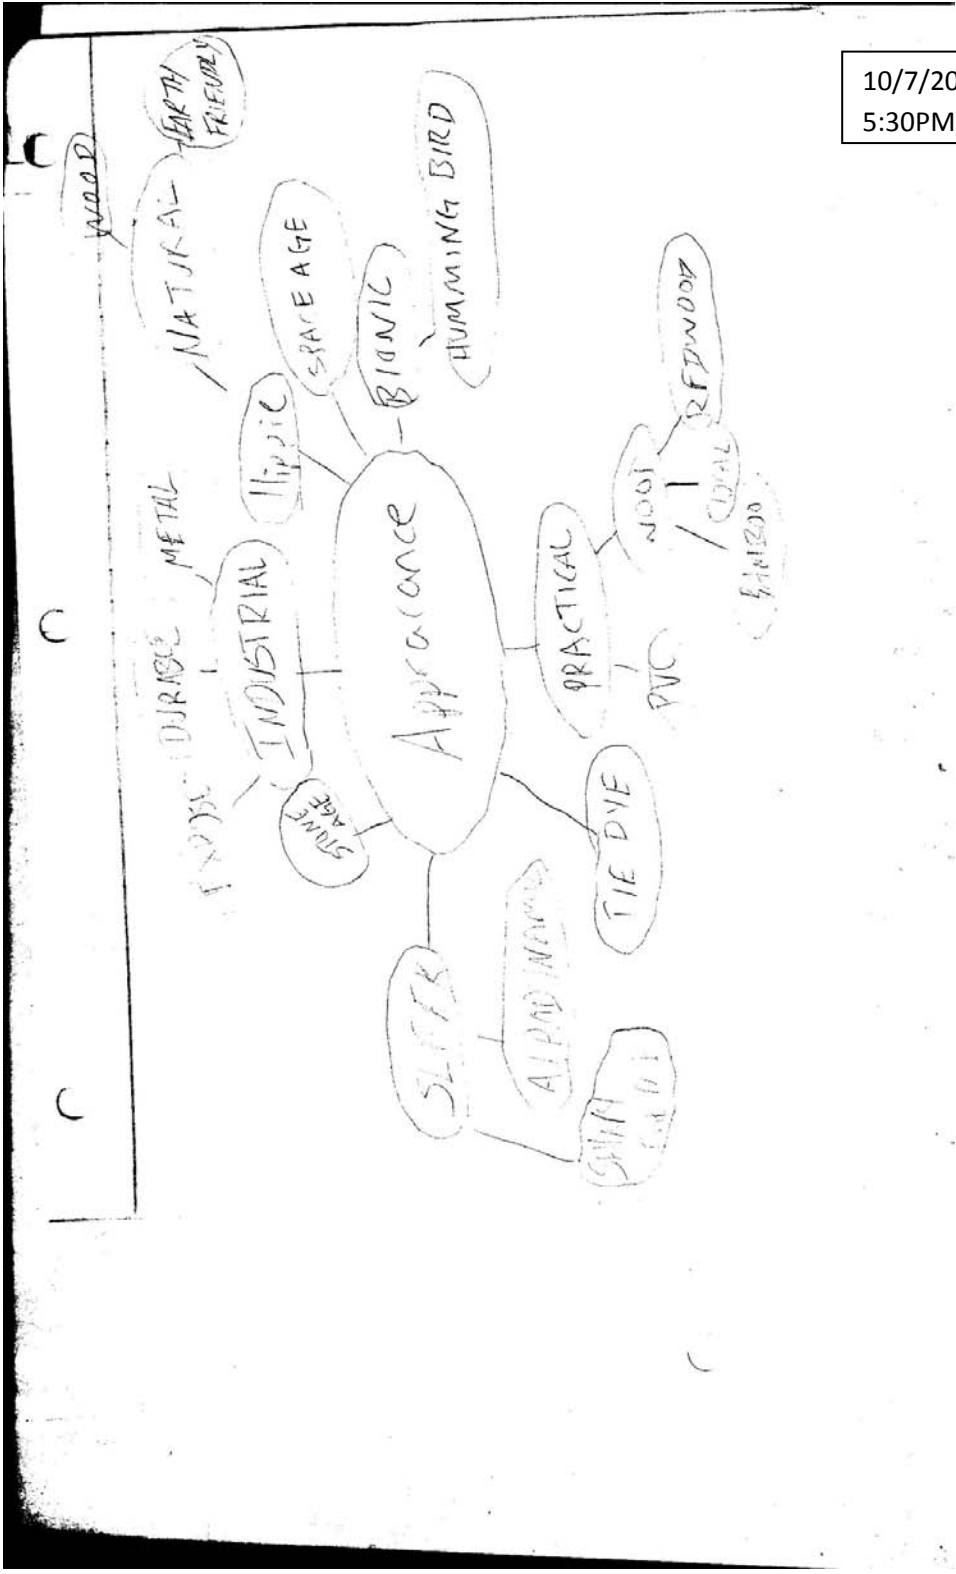 10/7/20
5:30PM
WOOD
EARTH
FRIENDLY
NATURAL
SPACE AGE
BIONIC
HUMMING BIRD
Hippie
METAL
DURABLE
INDUSTRIAL
STONE
AGE
Appearance
PRACTICAL
WOOD
REDWOOD
BAMBOO
PVC
TIE DYE
SLEEK